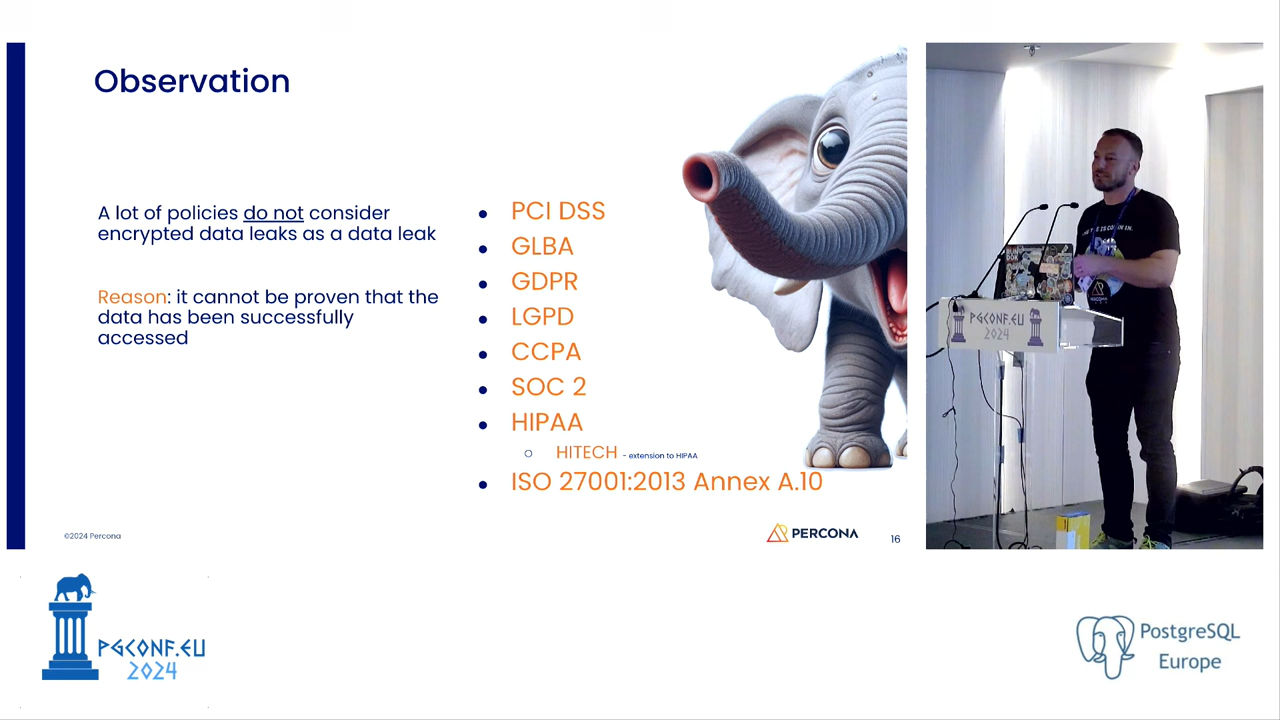 Observation
A lot of policies do not consider
encrypted data leaks as a data leak
Reason: it cannot be proven that the
data has been successfully
accessed
PCI DSS
GLBA
GDPR
LGPD
CCPA
SOC 2
HIPAA
HITECH - extension to HIPAA
ISO 27001:2013 Annex A.10
©2024 Percona
PERCONA
16
PGCONF.EU
2024
PERCONA
PGCONF.EU
2024
PostgreSQL
Europe